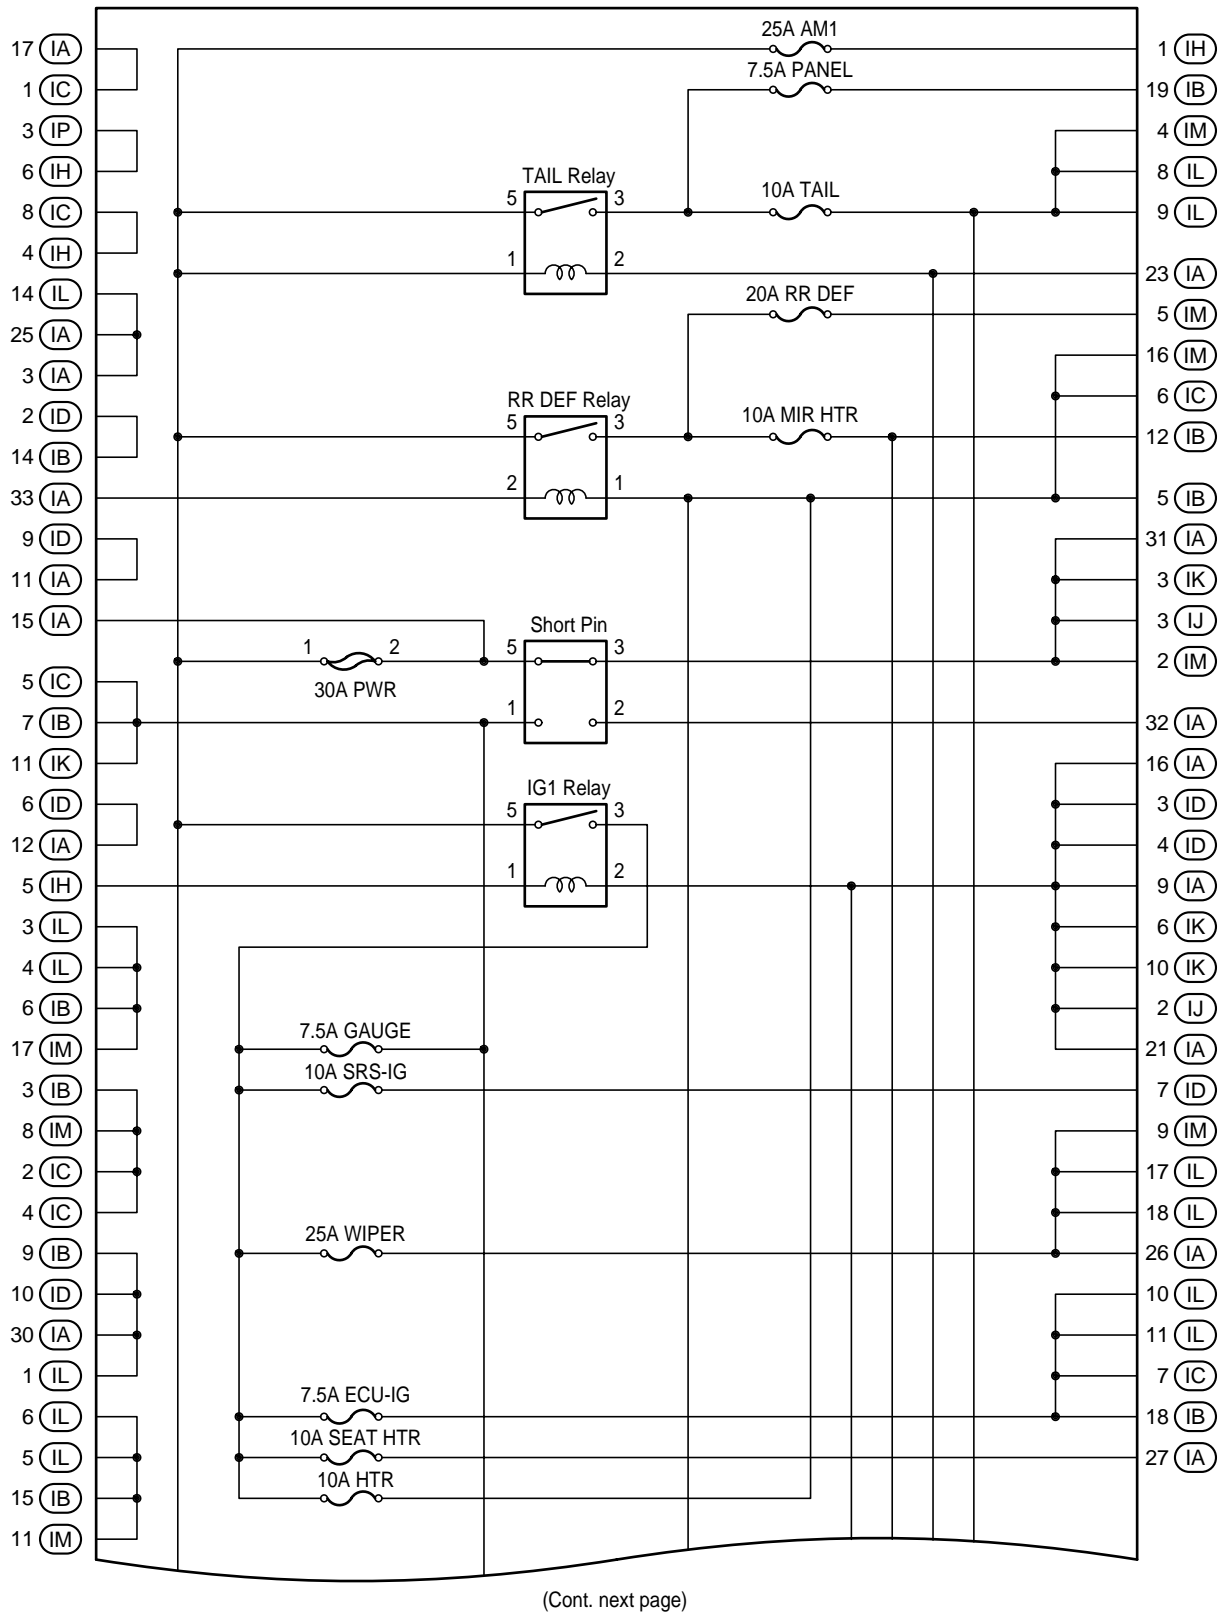 25A AM1
17 IA
1 IH
7.5A PANEL
1 IC
19 IB
3 IP
4 IM
6 IH
8 IL
TAIL Relay
10A TAIL
8 IC
5 3
9 IL
4 IH
1 2
23 IA
14 IL
20A RR DEF
5 IM
25 IA
16 IM
3 IA
6 IC
RR DEF Relay
2 ID
10A MIR HTR
5 3
12 IB
14 IB
33 IA
2 1
5 IB
9 ID
31 IA
11 IA
3 IK
15 IA
Short Pin
3 IJ
1 2
5 3
2 IM
5 IC
30A PWR
7 IB
1 2
32 IA
11 IK
16 IA
IG1 Relay
6 ID
5 3
3 ID
12 IA
4 ID
5 IH
1 2
9 IA
3 IL
6 IK
4 IL
10 IK
6 IB
2 IJ
7.5A GAUGE
17 IM
21 IA
10A SRS-IG
3 IB
7 ID
8 IM
9 IM
2 IC
17 IL
4 IC
18 IL
25A WIPER
9 IB
26 IA
10 ID
10 IL
30 IA
11 IL
1 IL
7 IC
7.5A ECU-IG
6 IL
18 IB
10A SEAT HTR
5 IL
27 IA
10A HTR
15 IB
11 IM
(Cont. next page)